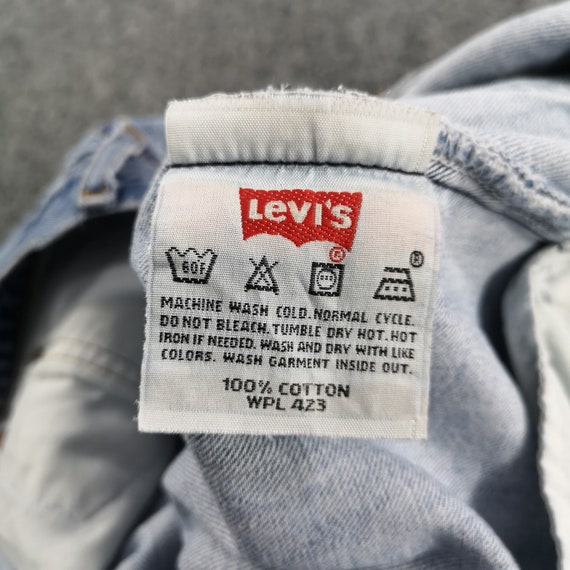 Levi's
®
60F
®
MACHINE WASH COLD. NORMAL CYCLE.
DO NOT BLEACH. TUMBLE DRY HOT. HOT
IRON IF NEEDED. WASH AND DRY WITH LIKE
COLORS. WASH GARMENT INSIDE OUT.
100% COTTON
WPL 423